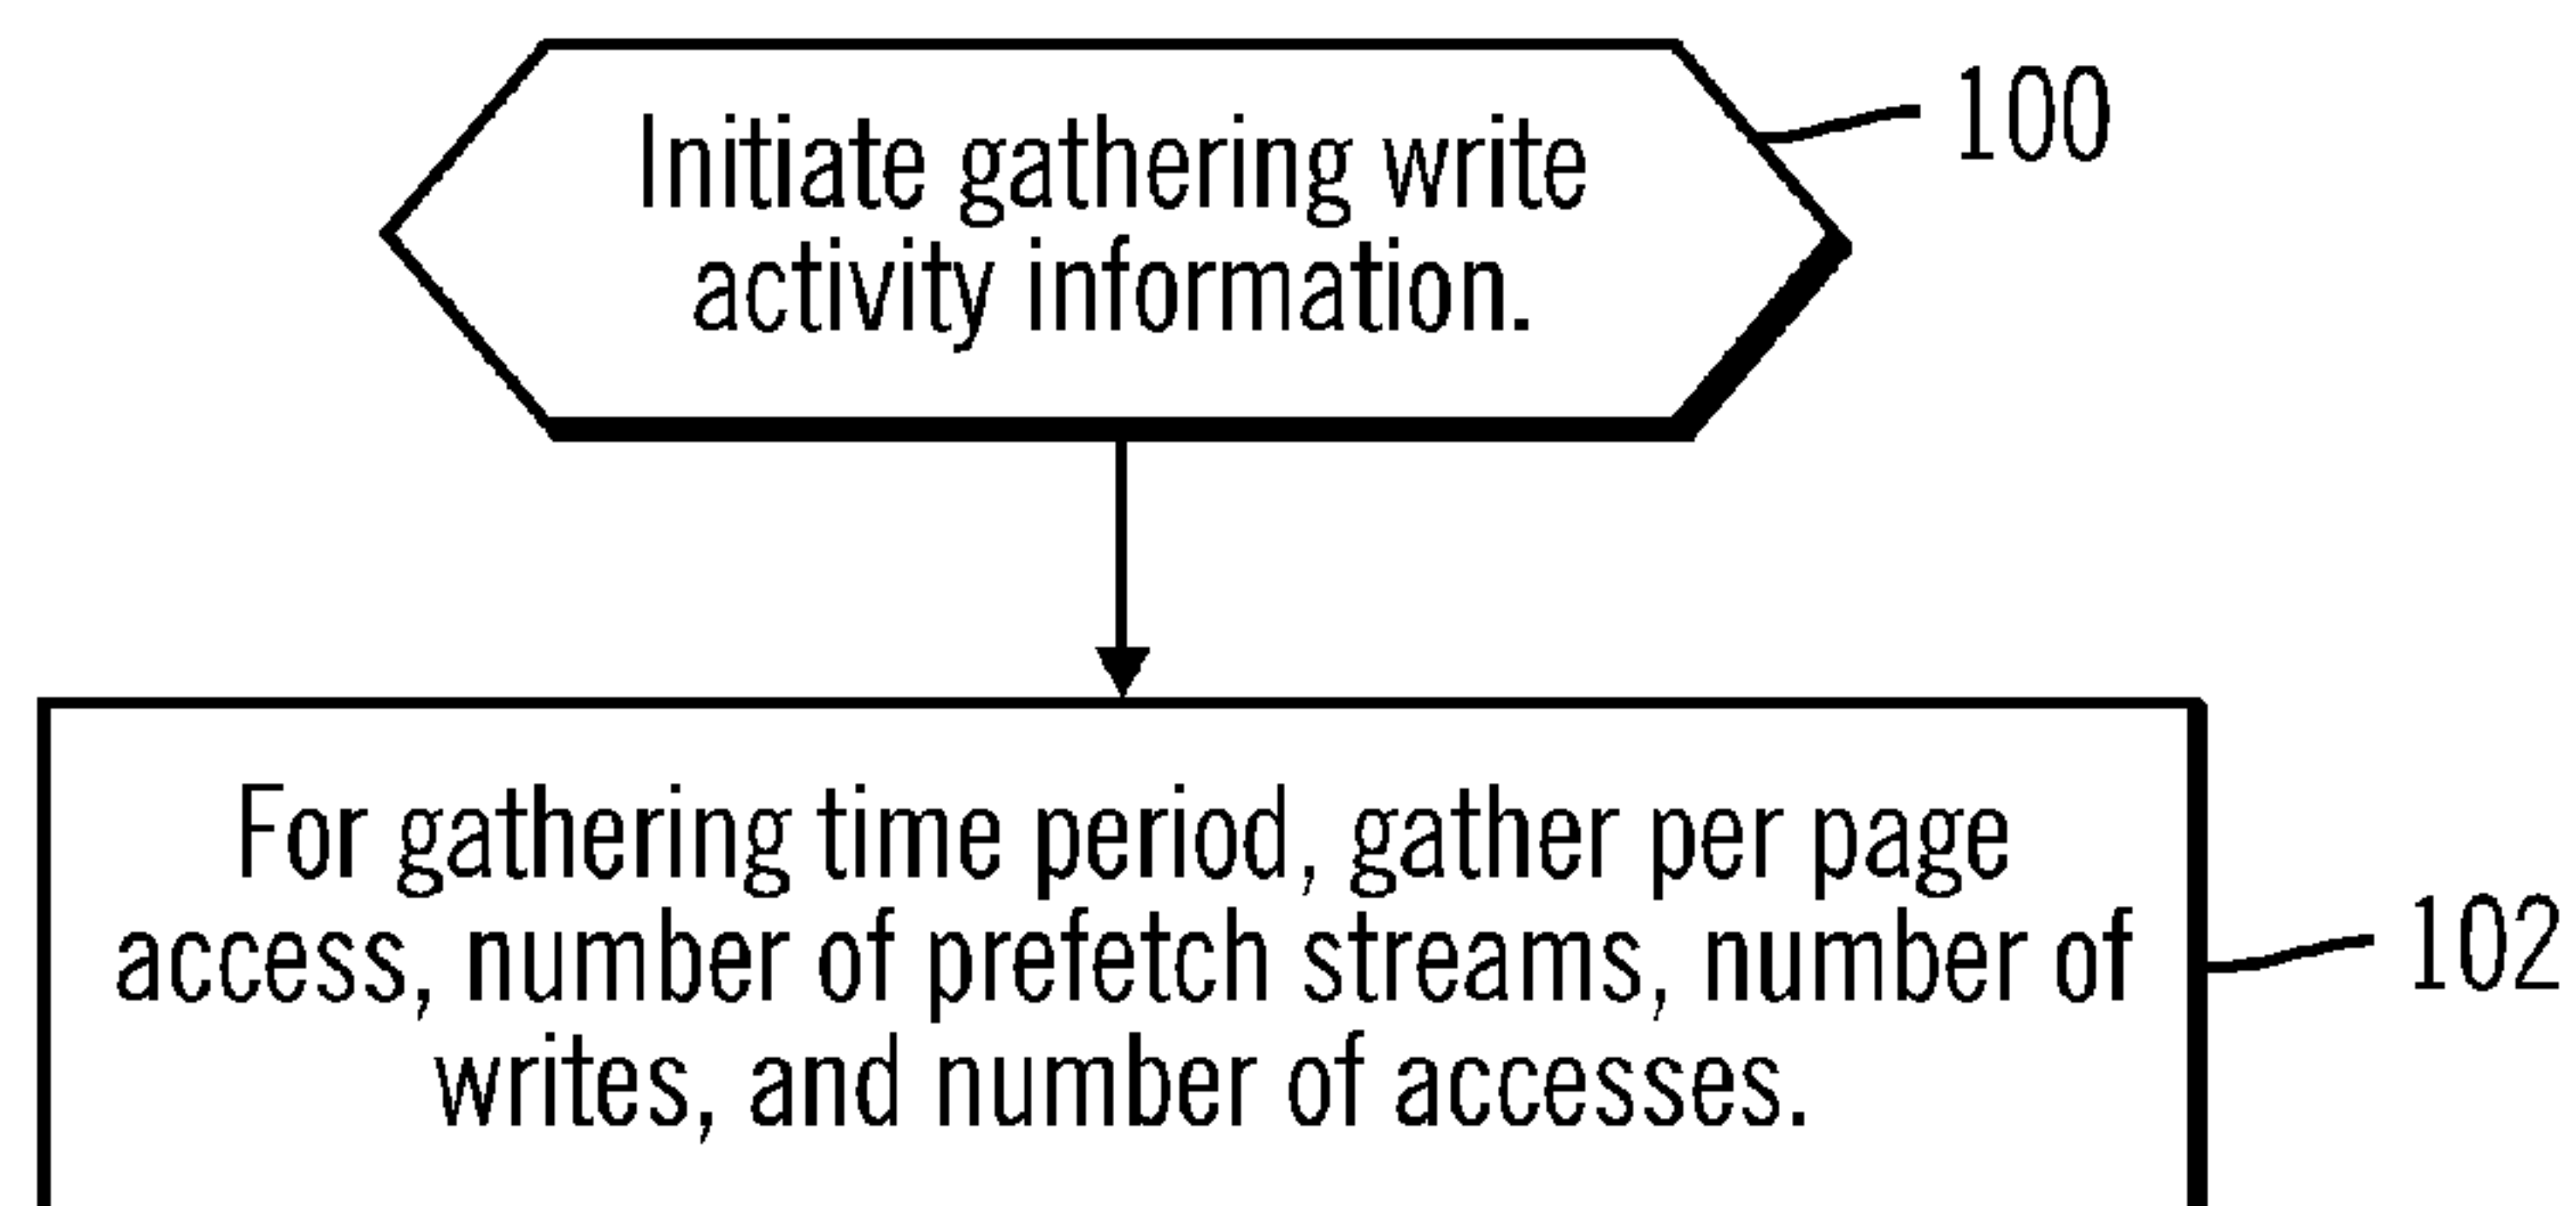 Initiate gathering write
activity information.
100
For gathering time period, gather per page
access, number of prefetch streams, number of
writes, and number of accesses.
102